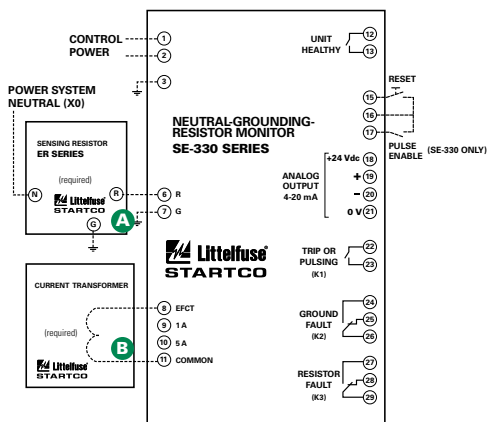 CONTROL
POWER
1
2
3
POWER SYSTEM
NEUTRAL (X0)
SENSING RESISTOR
ER SERIES
(required)
N
R
Littelfuse®
STARTCO
G
A
6 R
7 G
CURRENT TRANSFORMER
(required)
B
Littelfuse®
STARTCO
8 EFCT
9 1 A
10 5 A
11 COMMON
NEUTRAL-GROUNDING-
RESISTOR MONITOR
SE-330 SERIES
Littelfuse®
STARTCO
UNIT
HEALTHY
12
13
RESET
15
16
17
PULSE
ENABLE (SE-330 ONLY)
ANALOG
OUTPUT
4-20 mA
+24 Vdc 18
+ 19
– 20
0 V 21
TRIP OR
PULSING
(K1)
22
23
GROUND
FAULT
(K2)
24
25
26
RESISTOR
FAULT
(K3)
27
28
29